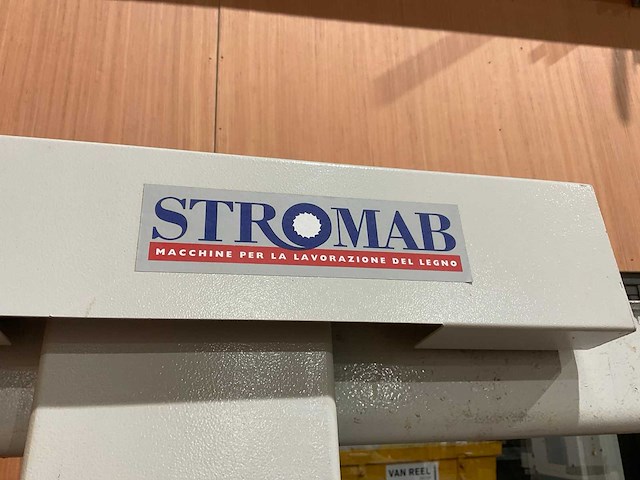 STROMAB
MACCHINE PER LA LAVORAZIONE DEL LEGNO
VAN REEL